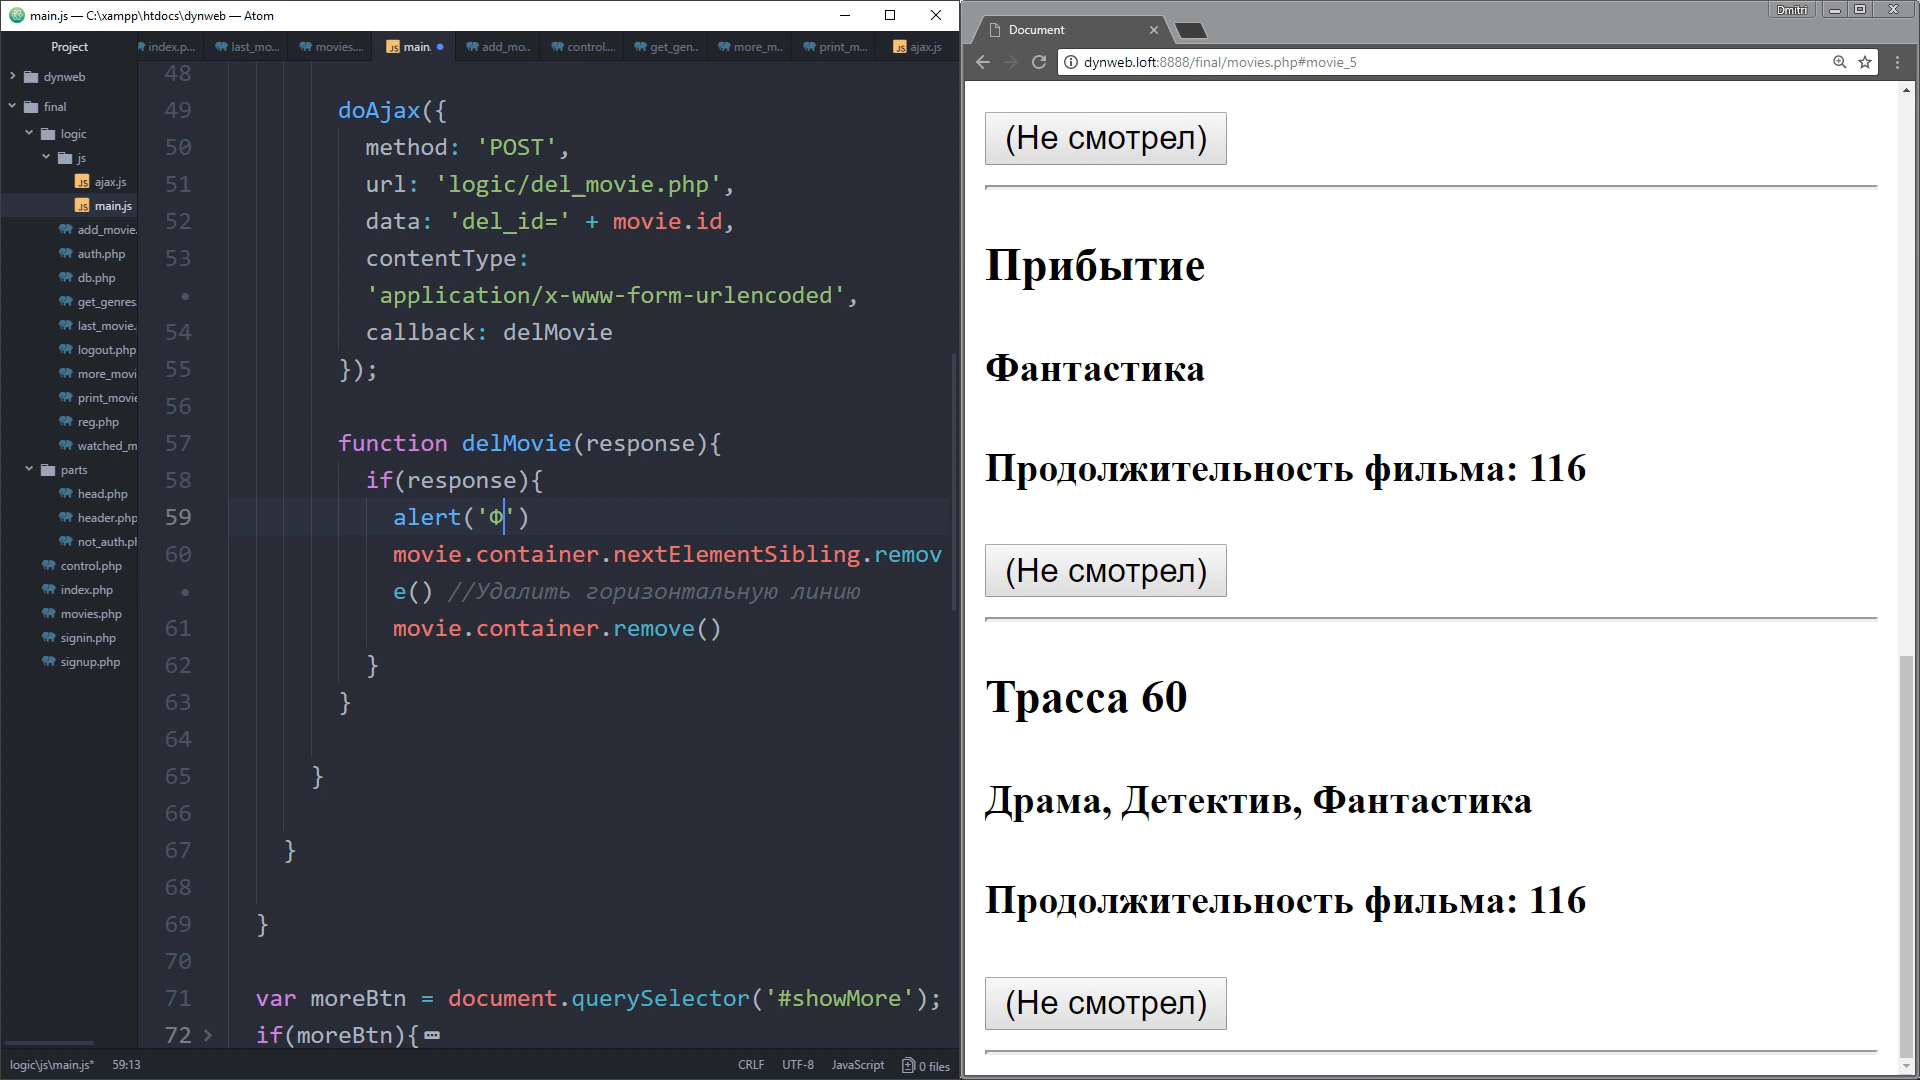 main.js — C:\xampp\htdocs\dynweb — Atom
Project
index.p...
last_mo...
movies....
main.
add_mo..
control....
get_gen..
more_m..
print_m...
ajax.js
dynweb
final
logic
js
ajax.js
main.js
add_movie.
auth.php
db.php
get_genres.
last_movie.
logout.php
more_movi
print_movie
reg.php
watched_m
parts
head.php
header.php
not_auth.ph
control.php
index.php
movies.php
signin.php
signup.php
48
49 doAjax({
50 method: 'POST',
51 url: 'logic/del_movie.php',
52 data: 'del_id=' + movie.id,
53 contentType:
• 'application/x-www-form-urlencoded',
54 callback: delMovie
55 });
56
57 function delMovie(response){
58 if(response){
59 alert('Ф')
60 movie.container.nextElementSibling.remov
• e() //Удалить горизонтальную линию
61 movie.container.remove()
62 }
63 }
64
65 }
66
67 }
68
69 }
70
71 var moreBtn = document.querySelector('#showMore');
72 if(moreBtn){
logic\js\main.js* 59:13 CRLF UTF-8 JavaScript 0 files
Dmitri
Document
dynweb.loft:8888/final/movies.php#movie_5
(Не смотрел)
Прибытие
Фантастика
Продолжительность фильма: 116
(Не смотрел)
Трасса 60
Драма, Детектив, Фантастика
Продолжительность фильма: 116
(Не смотрел)